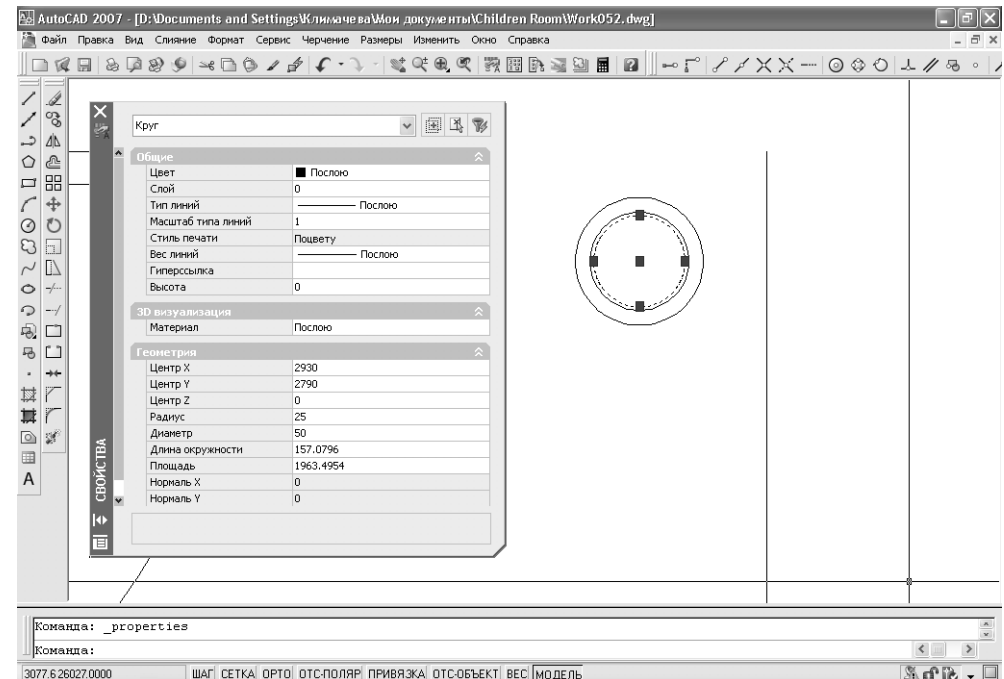 AutoCAD 2007 - [D:\Documents and Settings\Климачева\Мои документы\Children Room\Work052.dwg]
Файл Правка Вид Слияние Формат Сервис Черчение Размеры Изменить Окно Справка
Круг
Общие
Цвет Послою
Слой 0
Тип линий Послою
Масштаб типа линий 1
Стиль печати Поцвету
Вес линий Послою
Гиперссылка
Высота 0
3D визуализация
Материал Послою
Геометрия
Центр X 2930
Центр Y 2790
Центр Z 0
Радиус 25
Диаметр 50
Длина окружности 157.0796
Площадь 1963.4954
Нормаль X 0
Нормаль Y 0
СВОЙСТВА
A
Команда: _properties
Команда:
3077.6 26027.0000 ШАГ СЕТКА ОРТО ОТС-ПОЛЯР ПРИВЯЗКА ОТС-ОБЪЕКТ ВЕС МОДЕЛЬ